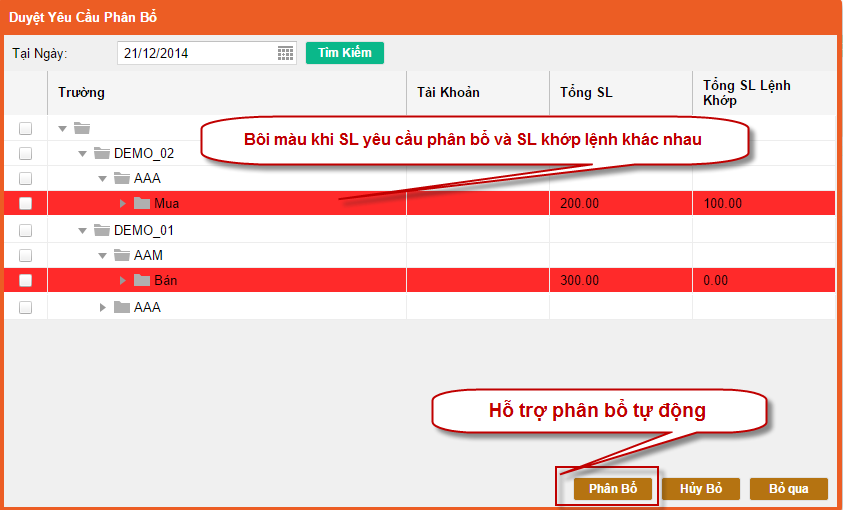 Duyệt Yêu Cầu Phân Bổ
Tại Ngày: 21/12/2014 Tìm Kiếm
Trường Tài Khoản Tổng SL Tổng SL Lệnh
Khớp
Bôi màu khi SL yêu cầu phân bổ và SL khớp lệnh khác nhau
DEMO_02
AAA
Mua 200.00 100.00
DEMO_01
AAM
Bán 300.00 0.00
AAA
Hỗ trợ phân bổ tự động
Phân Bổ Hủy Bỏ Bỏ qua